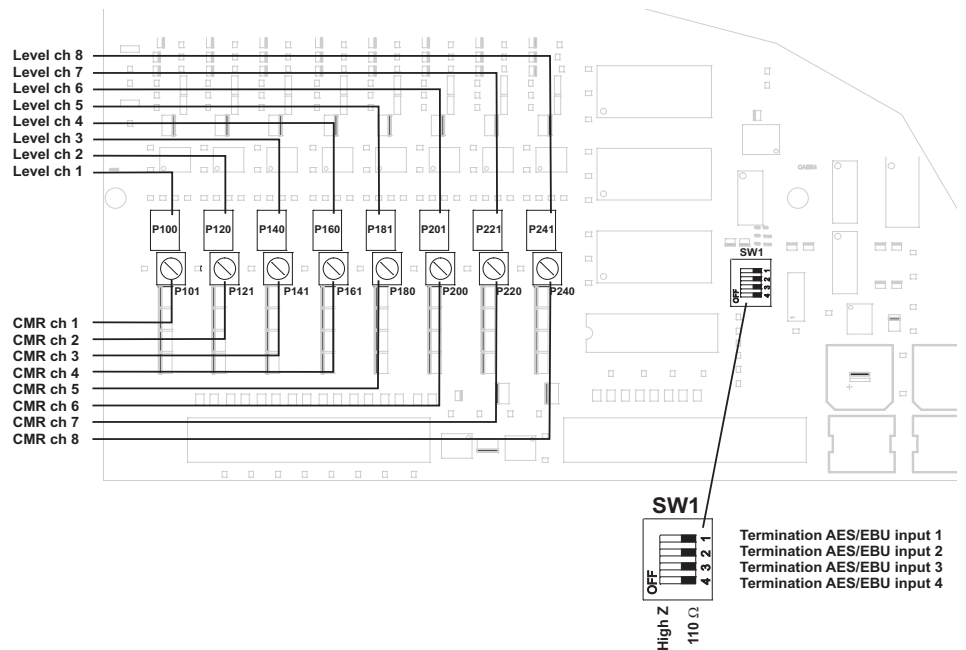 Level ch 8
Level ch 7
Level ch 6
Level ch 5
Level ch 4
Level ch 3
Level ch 2
Level ch 1
P100 P120 P140 P160 P181 P201 P221 P241
P101 P121 P141 P161 P180 P200 P220 P240
SW1
OFF
1
2
3
4
CMR ch 1
CMR ch 2
CMR ch 3
CMR ch 4
CMR ch 5
CMR ch 6
CMR ch 7
CMR ch 8
SW1
OFF
1
2
3
4
High Z
110 Ω
Termination AES/EBU input 1
Termination AES/EBU input 2
Termination AES/EBU input 3
Termination AES/EBU input 4